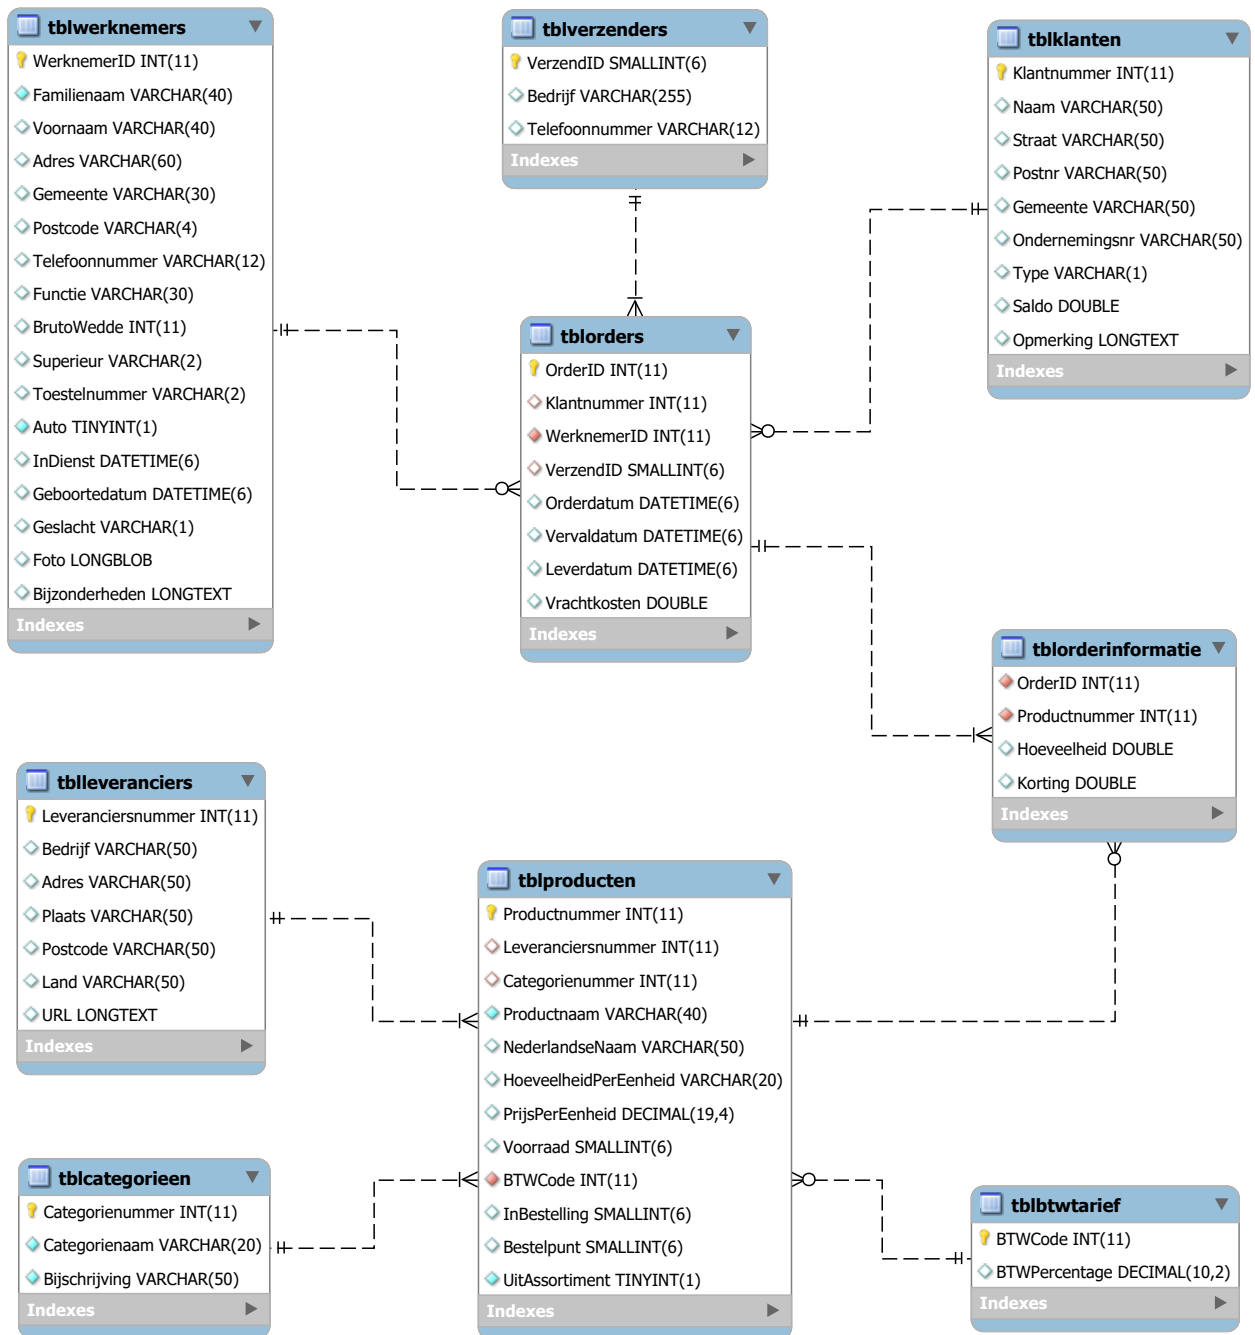 tblwerknemers
WerknemerID INT(11)
Familienaam VARCHAR(40)
Voornaam VARCHAR(40)
Adres VARCHAR(60)
Gemeente VARCHAR(30)
Postcode VARCHAR(4)
Telefoonnummer VARCHAR(12)
Functie VARCHAR(30)
BrutoWedde INT(11)
Superieur VARCHAR(2)
Toestelnummer VARCHAR(2)
Auto TINYINT(1)
InDienst DATETIME(6)
Geboortedatum DATETIME(6)
Geslacht VARCHAR(1)
Foto LONGBLOB
Bijzonderheden LONGTEXT
Indexes
tblverzenders
VerzendID SMALLINT(6)
Bedrijf VARCHAR(255)
Telefoonnummer VARCHAR(12)
Indexes
tblklanten
Klantnummer INT(11)
Naam VARCHAR(50)
Straat VARCHAR(50)
Postnr VARCHAR(50)
Gemeente VARCHAR(50)
Ondernemingsnr VARCHAR(50)
Type VARCHAR(1)
Saldo DOUBLE
Opmerking LONGTEXT
Indexes
tblorders
OrderID INT(11)
Klantnummer INT(11)
WerknemerID INT(11)
VerzendID SMALLINT(6)
Orderdatum DATETIME(6)
Vervaldatum DATETIME(6)
Leverdatum DATETIME(6)
Vrachtkosten DOUBLE
Indexes
tblorderinformatie
OrderID INT(11)
Productnummer INT(11)
Hoeveelheid DOUBLE
Korting DOUBLE
Indexes
tblleveranciers
Leveranciersnummer INT(11)
Bedrijf VARCHAR(50)
Adres VARCHAR(50)
Plaats VARCHAR(50)
Postcode VARCHAR(50)
Land VARCHAR(50)
URL LONGTEXT
Indexes
tblproducten
Productnummer INT(11)
Leveranciersnummer INT(11)
Categorienummer INT(11)
Productnaam VARCHAR(40)
NederlandseNaam VARCHAR(50)
HoeveelheidPerEenheid VARCHAR(20)
PrijsPerEenheid DECIMAL(19,4)
Voorraad SMALLINT(6)
BTWCode INT(11)
InBestelling SMALLINT(6)
Bestelpunt SMALLINT(6)
UitAssortiment TINYINT(1)
Indexes
tblcategorieen
Categorienummer INT(11)
Categorienaam VARCHAR(20)
Bijschrijving VARCHAR(50)
Indexes
tblbtwtarief
BTWCode INT(11)
BTWPercentage DECIMAL(10,2)
Indexes